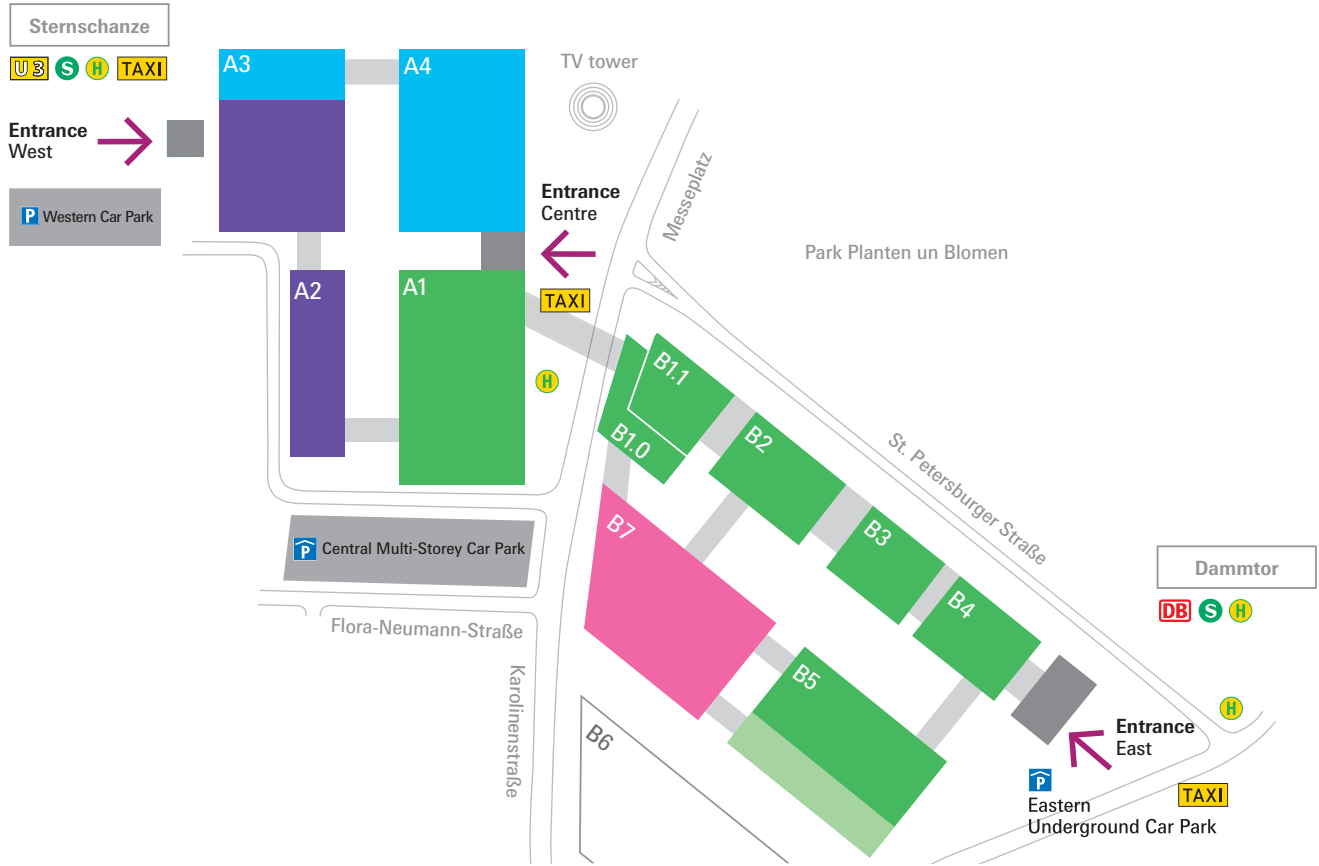 Sternschanze
U3 S H TAXI
Entrance
West
P Western Car Park
A3
A4
TV tower
Entrance
Centre
TAXI
Messeplatz
Park Planten un Blomen
A2
A1
H
B1.1
B1.0
B2
B3
B4
St. Petersburger Straße
B7
B5
B6
P Central Multi-Storey Car Park
Flora-Neumann-Straße
Karolinenstraße
Dammtor
DB S H
H
Entrance
East
P
Eastern
Underground Car Park
TAXI